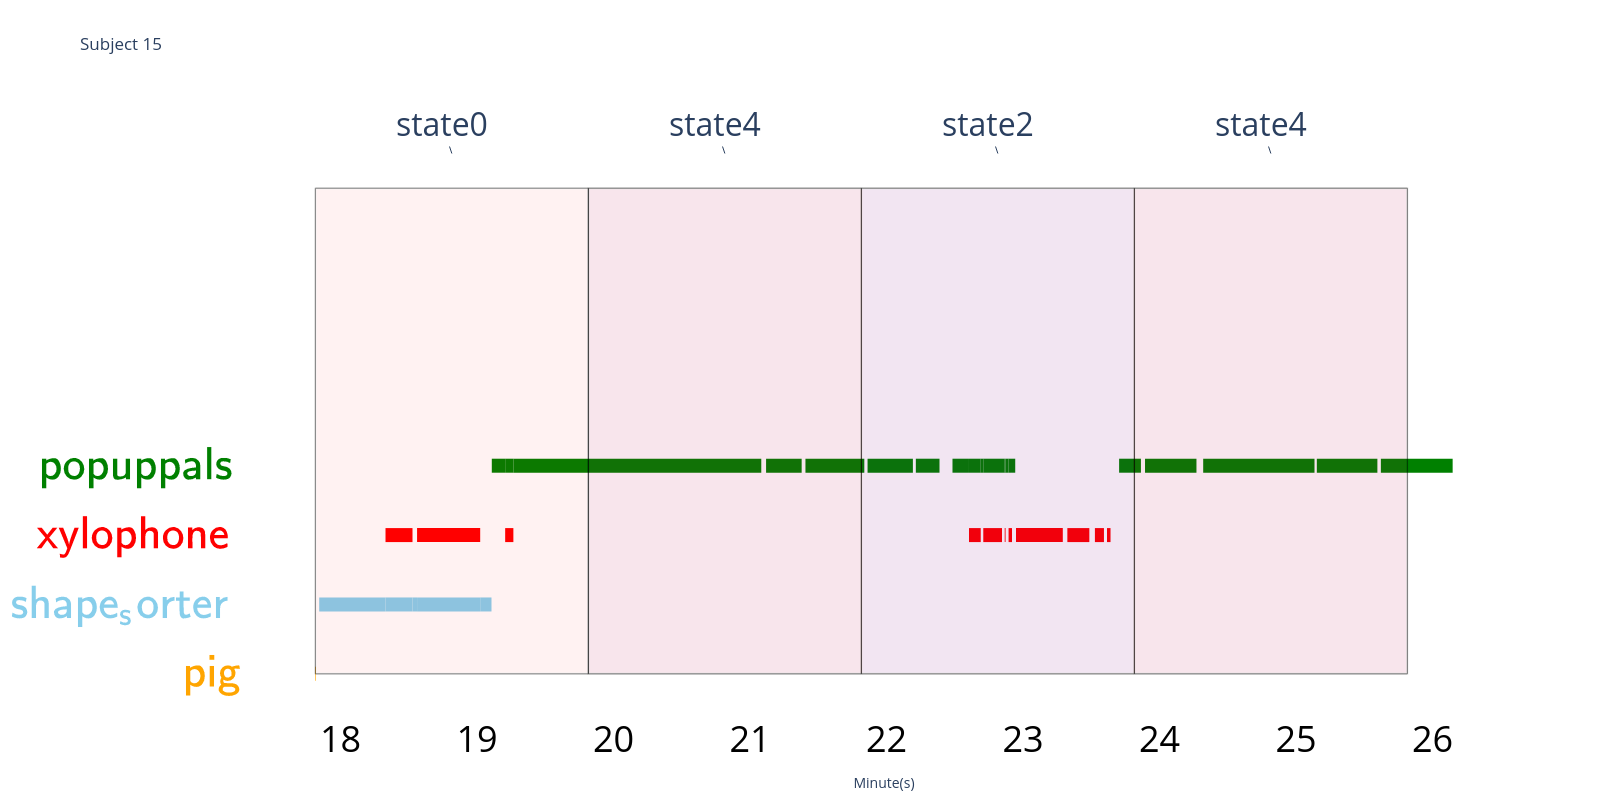 Subject 15
state0 state4 state2 state4
popuppals
xylophone
shapesorter
pig
18 19 20 21 22 23 24 25 26
Minute(s)